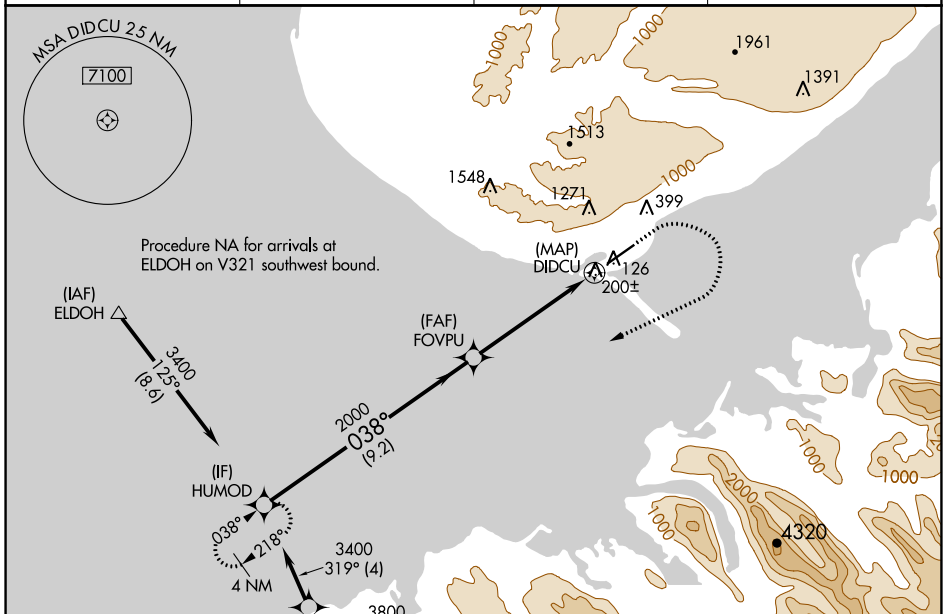 MSA DIDCU 25 NM
7100
1000
1000
1961
1391
1513
1000
1548
1271
399
Procedure NA for arrivals at
ELDOH on V321 southwest bound.
(MAP)
DIDCU
126
200±
(IAF)
ELDOH
3400
125°
(8.6)
(FAF)
FOVPU
2000
038°
(9.2)
(IF)
HUMOD
038°
218°
4 NM
3400
319° (4)
3800
1000
2000
1000
1000
4320